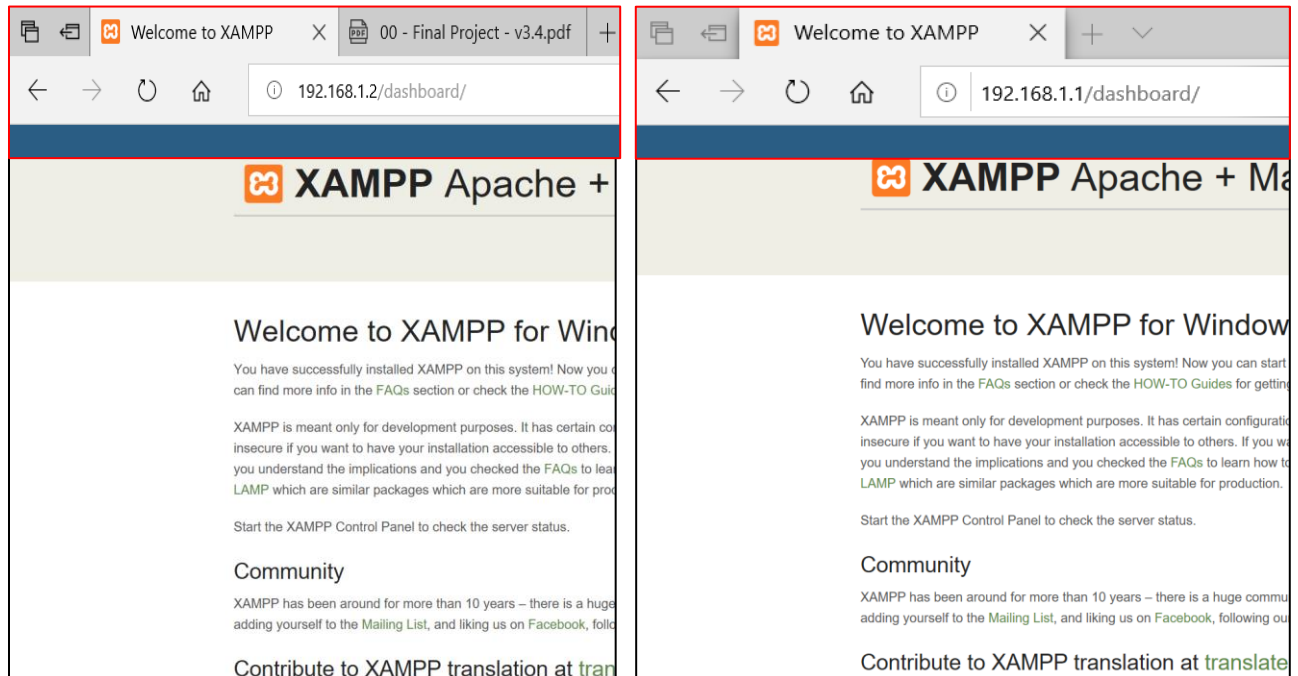 Welcome to XAMPP
00 - Final Project - v3.4.pdf
192.168.1.2/dashboard/
XAMPP Apache +
Welcome to XAMPP for
You have successfully installed XAMPP on this system! Now you
can find more info in the FAQs section or check the HOW-TO
XAMPP is meant only for development purposes. It has certain
insecure if you want to have your installation accessible to others.
you understand the implications and you checked the FAQs to
LAMP which are similar packages which are more suitable for
Start the XAMPP Control Panel to check the server status.
Community
XAMPP has been around for more than 10 years – there is a huge
adding yourself to the Mailing List, and liking us on Facebook,
Contribute to XAMPP translation at
Welcome to XAMPP
192.168.1.1/dashboard/
XAMPP Apache +
Welcome to XAMPP for Window
You have successfully installed XAMPP on this system! Now you can start
find more info in the FAQs section or check the HOW-TO Guides for getting
XAMPP is meant only for development purposes. It has certain
insecure if you want to have your installation accessible to others. If you
you understand the implications and you checked the FAQs to learn how to
LAMP which are similar packages which are more suitable for production.
Start the XAMPP Control Panel to check the server status.
Community
XAMPP has been around for more than 10 years – there is a huge
adding yourself to the Mailing List, and liking us on Facebook, following
Contribute to XAMPP translation at translate